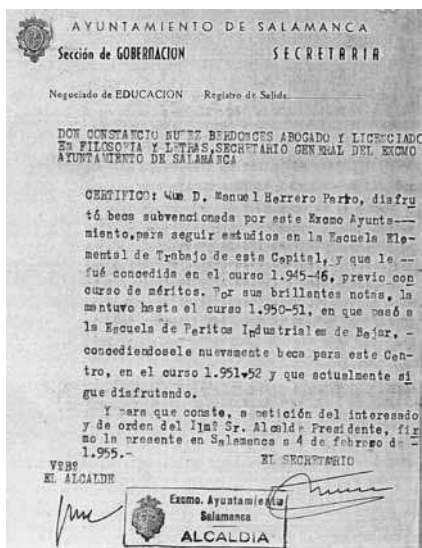 AYUNTAMIENTO DE SALAMANCA
Sección de GOBERNACION
SECRETARIA
Negociado de EDUCACION Registro de Salida
DON CONSTANCIO NUÑEZ BERDONCES ABOGADO Y LICENCIADO
EN FILOSOFIA Y LETRAS,SECRETARIO GENERAL DEL EXCMO
AYUNTAMIENTO DE SALAMANCA
CERTIFICO: Que D. Manuel Herrero Parro, disfru
tó beca subvencionada por este Excmo Ayunta---
miento,para seguir estudios en la Escuela Ele-
mental de Trabajo de esta Capital, y que le --
fué concedida en el curso 1.945-46, previo con
curso de méritos. Por sus brillantes notas, la
mantuvo hasta el curso 1.950-51, en que pasó a
la Escuela de Peritos Industriales de Bejar, -
concediendosele nuevamente beca para este Cen-
tro, en el curso 1.951-52 y que actualmente si
gue disfrutando.
Y para que conste, a petición del interesado
y de orden del Ilmº Sr. Alcalde Presidente, fir
mo la presente en Salamanca a 4 de febrero de -
1.955.-
VºBº
EL SECRETARIO
EL ALCALDE
Excmo. Ayuntamiento
Salamanca
ALCALDIA